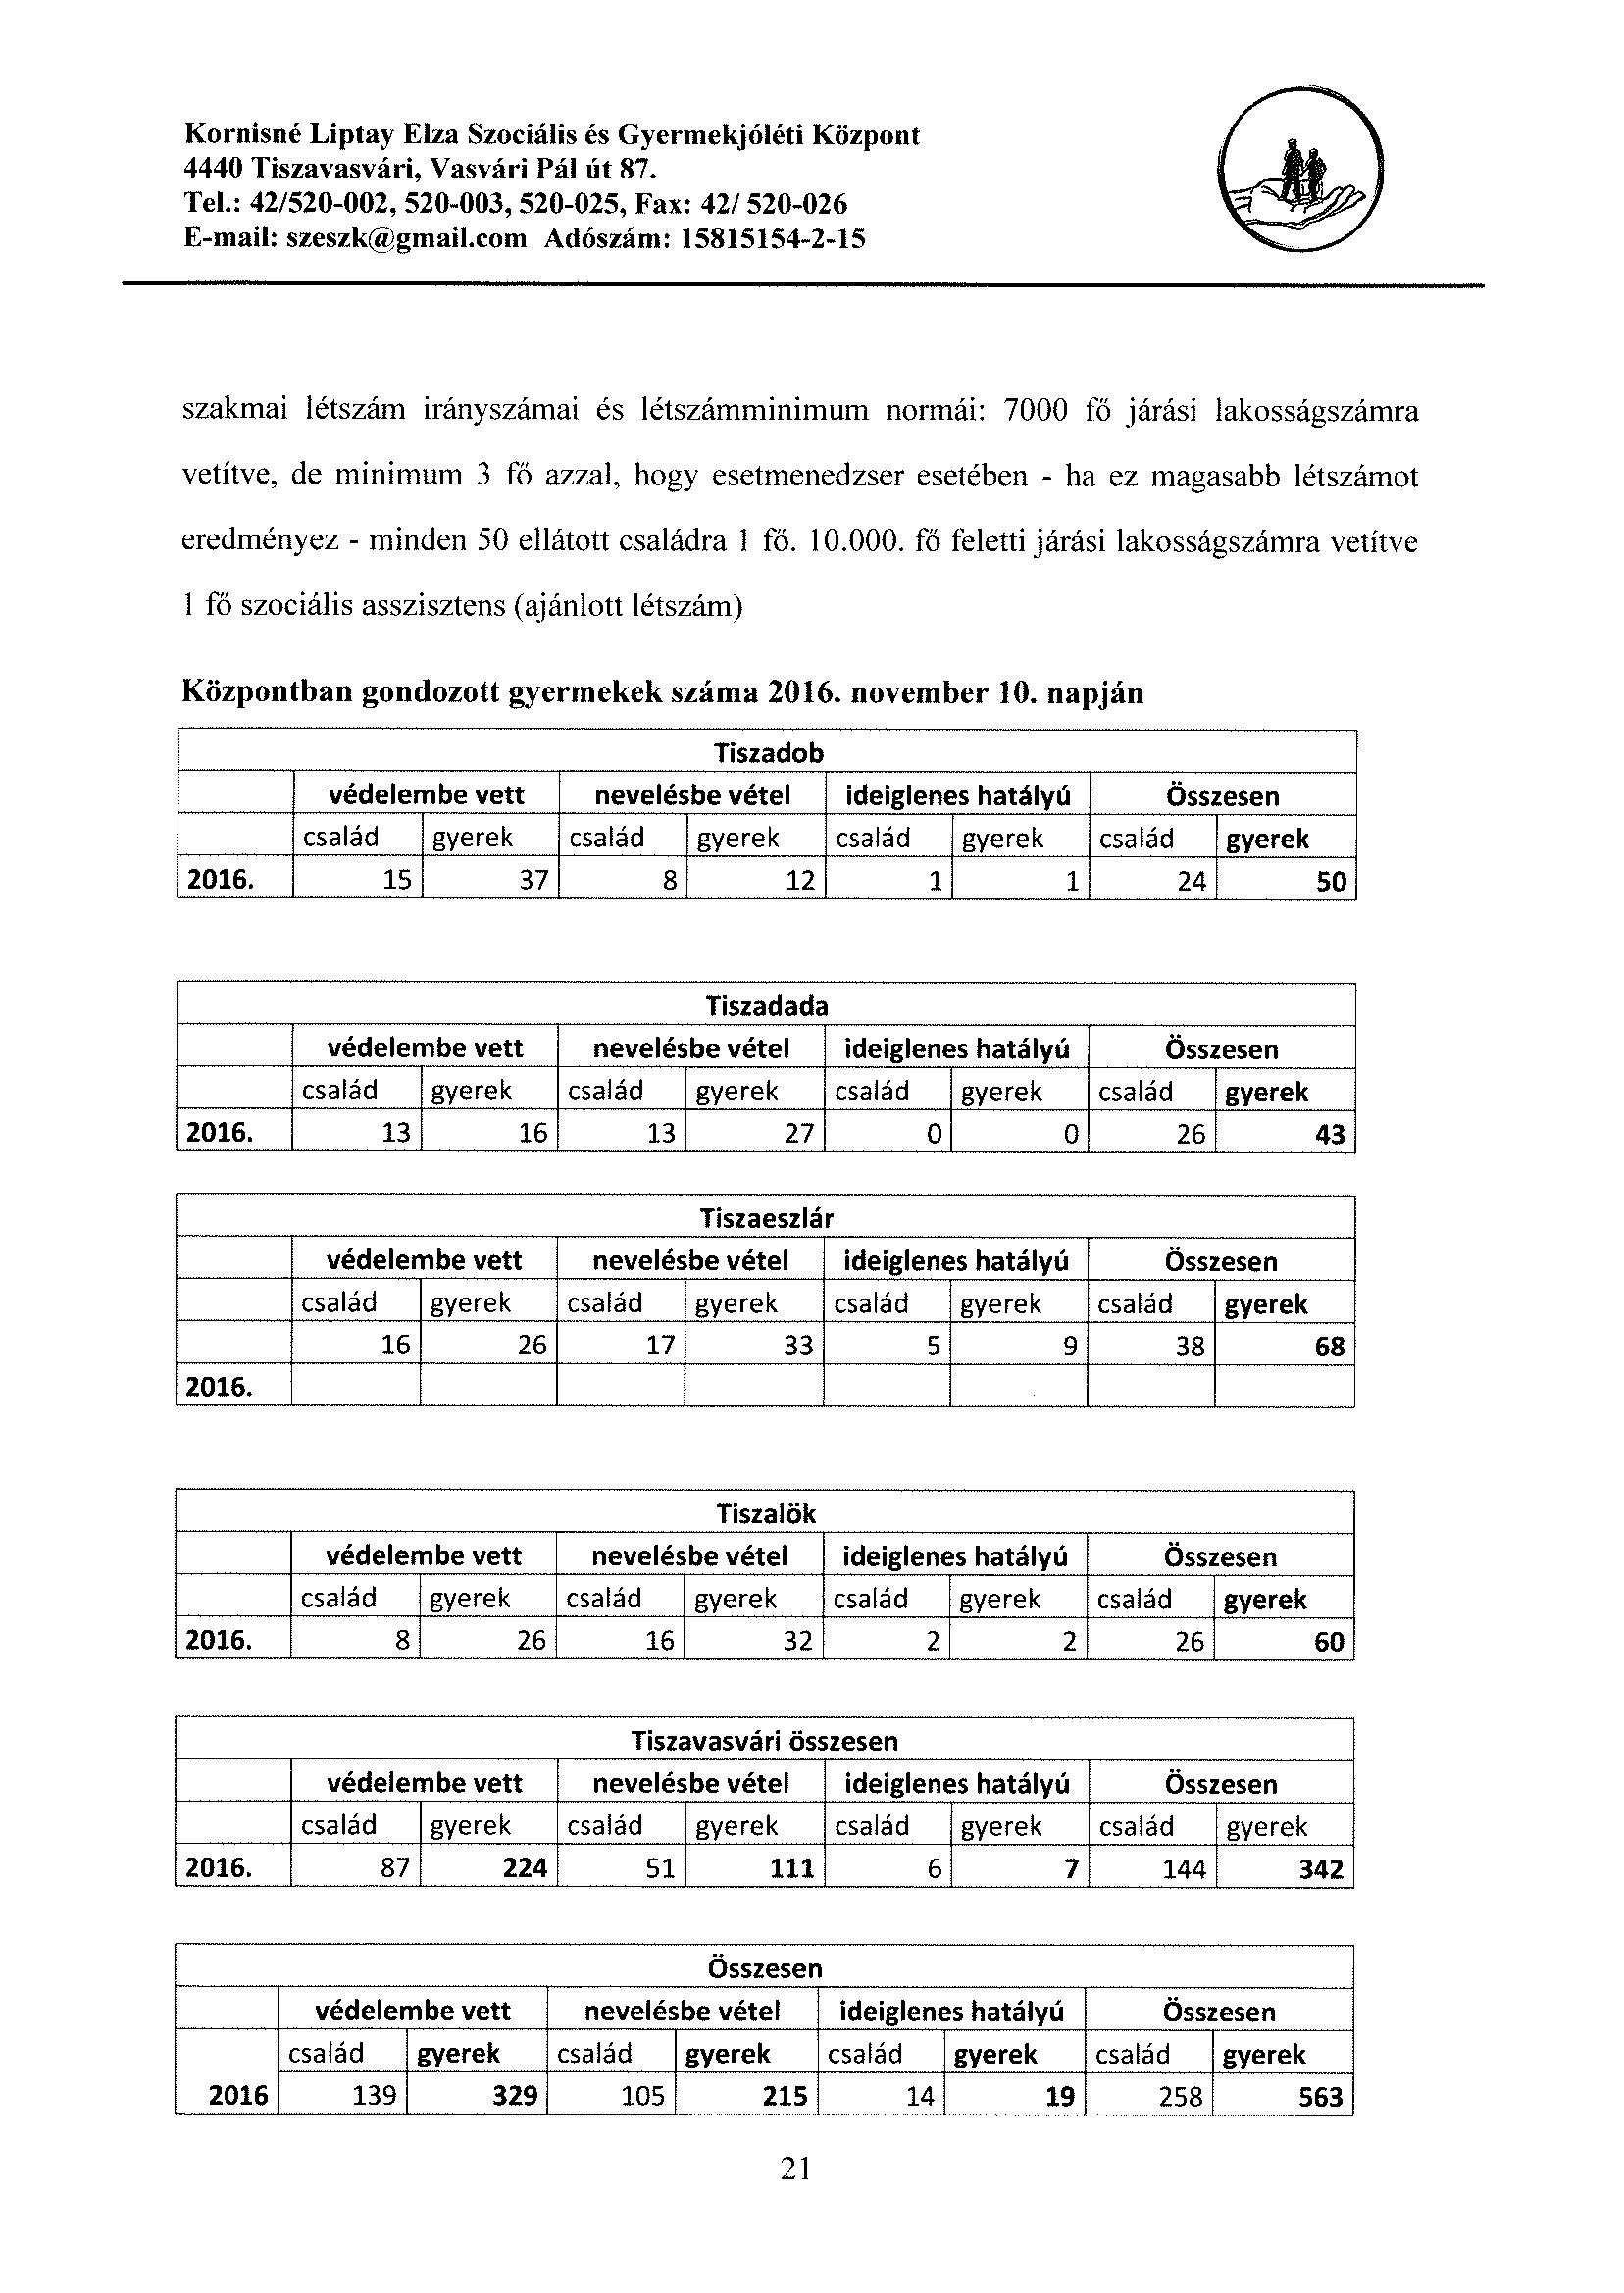 Kornisné Liptay Elza Szociális és Gyermekjóléti Központ
4440 Tiszavasvári, Vasvári Pál út 87.
Tel.: 42/520-002, 520-003, 520-025, Fax: 42/ 520-026
E-mail: szeszk@gmail.com Adószám: 15815154-2-15
szakmai létszám irányszámai és létszámminimum normái: 7000 fő járási lakosságszámra
vetítve, de minimum 3 fő azzal, hogy esetmenedzser esetében - ha ez magasabb létszámot
eredményez - minden 50 ellátott családra 1 fő. 10.000. fő feletti járási lakosságszámra vetítve
1 fő szociális asszisztens (ajánlott létszám)
Központban gondozott gyermekek száma 2016. november 10. napján
Tiszadob
védelembe vett nevelésbe vétel ideiglenes hatályú Összesen
család gyerek család gyerek család gyerek család gyerek
2016. 15 37 8 12 1 1 24 50
Tiszadada
védelembe vett nevelésbe vétel ideiglenes hatályú Összesen
család gyerek család gyerek család gyerek család gyerek
2016. 13 16 13 27 0 0 26 43
Tiszaeszlár
védelembe vett nevelésbe vétel ideiglenes hatályú Összesen
család gyerek család gyerek család gyerek család gyerek
16 26 17 33 5 9 38 68
2016.
Tiszalök
védelembe vett nevelésbe vétel ideiglenes hatályú Összesen
család gyerek család gyerek család gyerek család gyerek
2016. 8 26 16 32 2 2 26 60
Tiszavasvári összesen
védelembe vett nevelésbe vétel ideiglenes hatályú Összesen
család gyerek család gyerek család gyerek család gyerek
2016. 87 224 51 111 6 7 144 342
Összesen
védelembe vett nevelésbe vétel ideiglenes hatályú Összesen
család gyerek család gyerek család gyerek család gyerek
2016 139 329 105 215 14 19 258 563
21